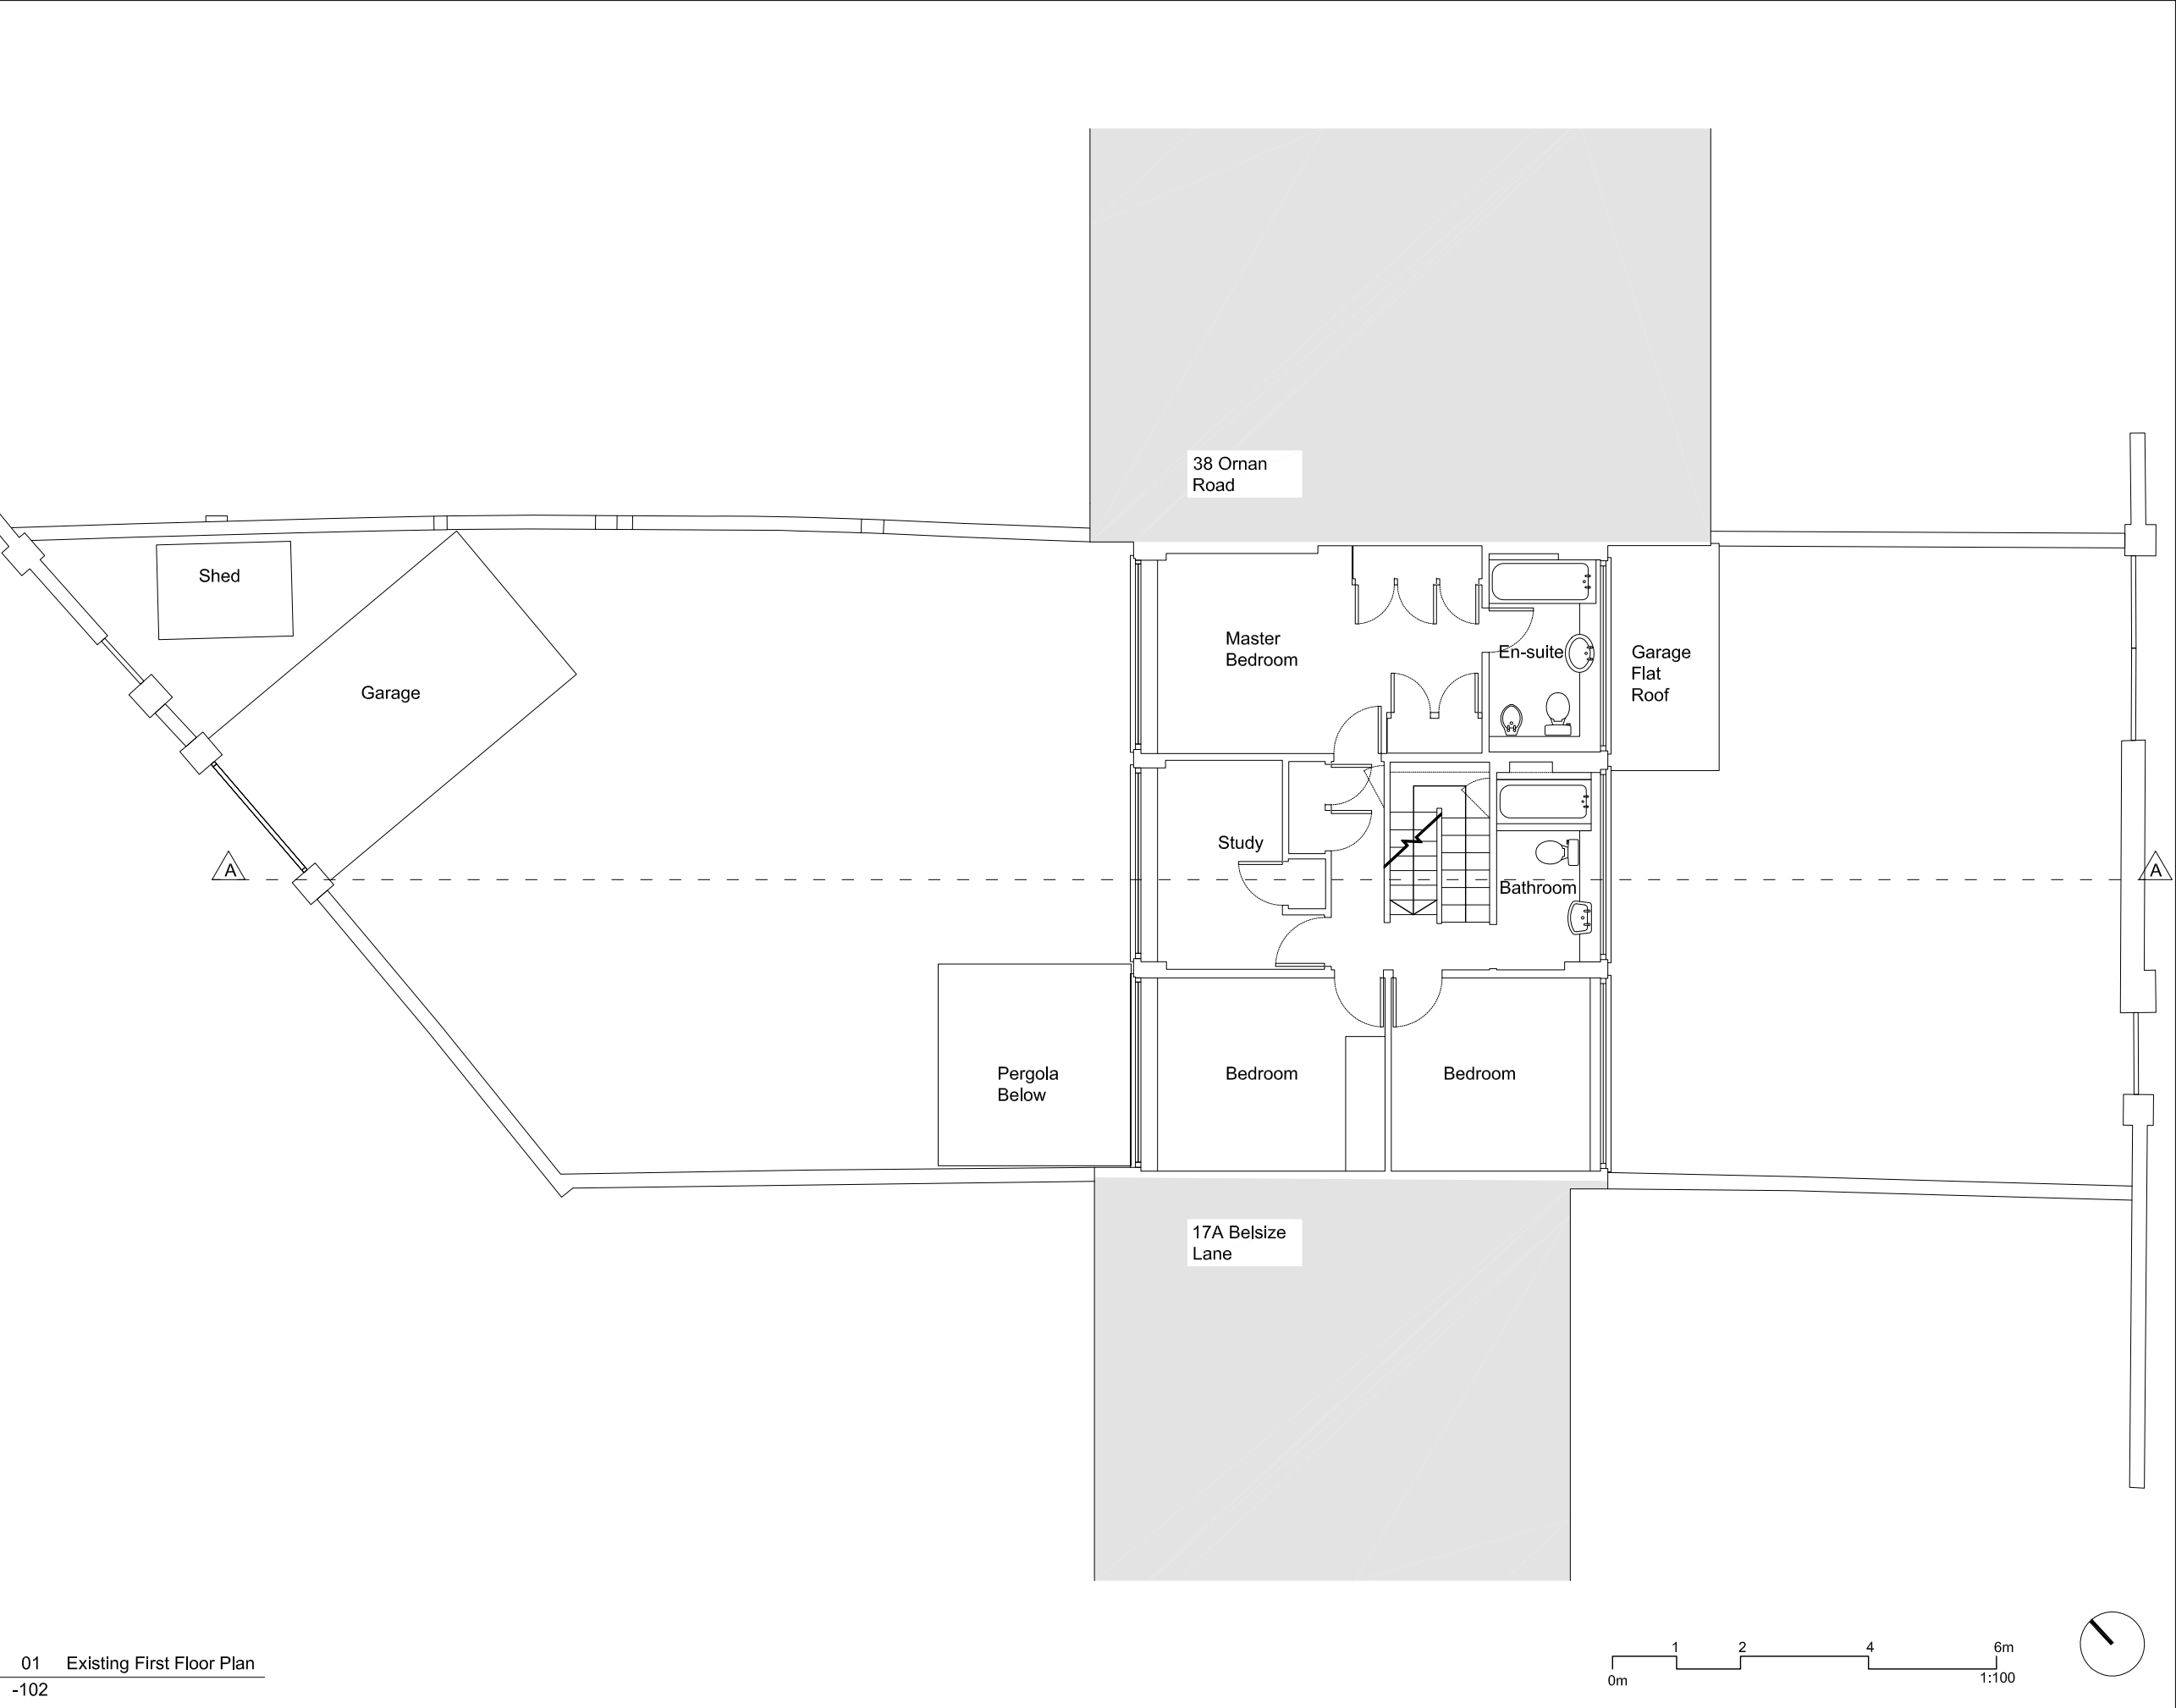 38 Ornan
Road
Shed
Master
Bedroom
En-suite
Garage
Flat
Roof
Garage
Study
A
A
Bathroom
Pergola
Below
Bedroom
Bedroom
17A Belsize
Lane
01 Existing First Floor Plan
-102
1 2 4 6m
0m 1:100